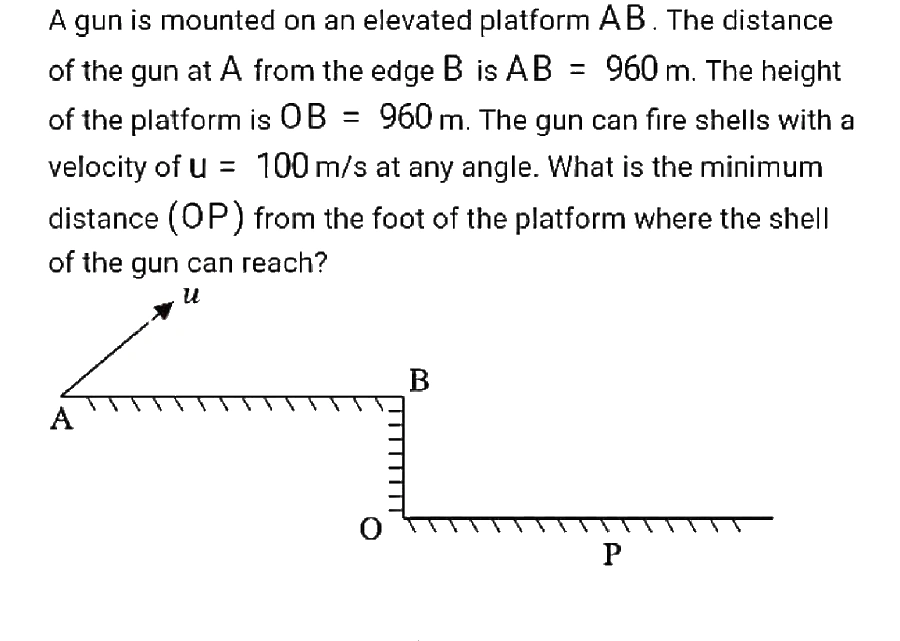 A gun is mounted on an elevated platform AB. The distance
of the gun at A from the edge B is AB = 960 m. The height
of the platform is OB = 960 m. The gun can fire shells with a
velocity of u = 100 m/s at any angle. What is the minimum
distance (OP) from the foot of the platform where the shell
of the gun can reach?
u
B
A
O
P